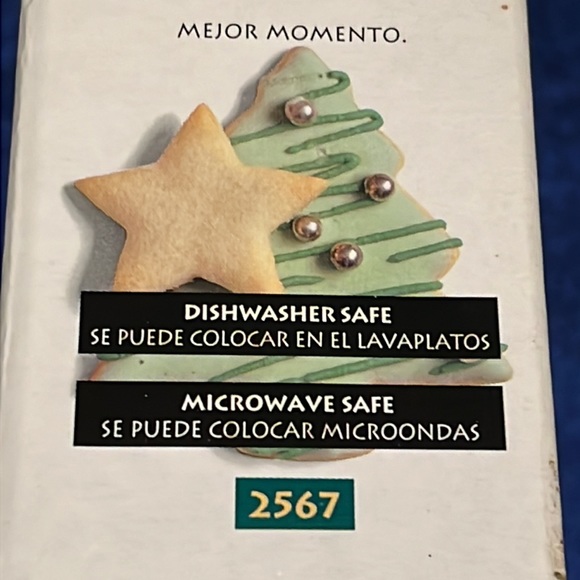 MEJOR MOMENTO.
DISHWASHER SAFE
SE PUEDE COLOCAR EN EL LAVAPLATOS
MICROWAVE SAFE
SE PUEDE COLOCAR MICROONDAS
2567